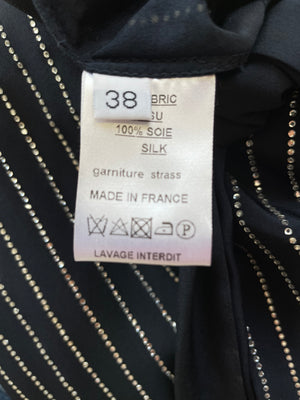 38
BRIC
SU
100% SOIE
SILK
garniture strass
MADE IN FRANCE
P
LAVAGE INTERDIT